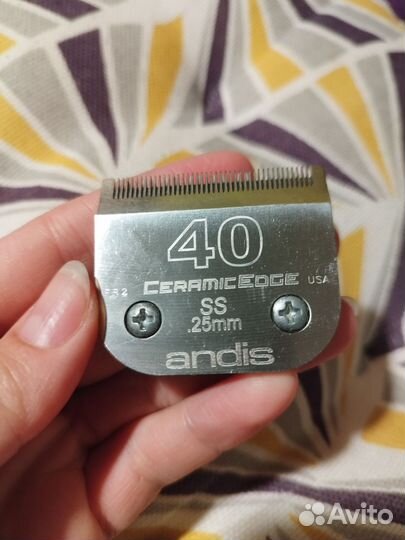 40
CERAMICEDGE
USA
SS
.25mm
andis
Avito